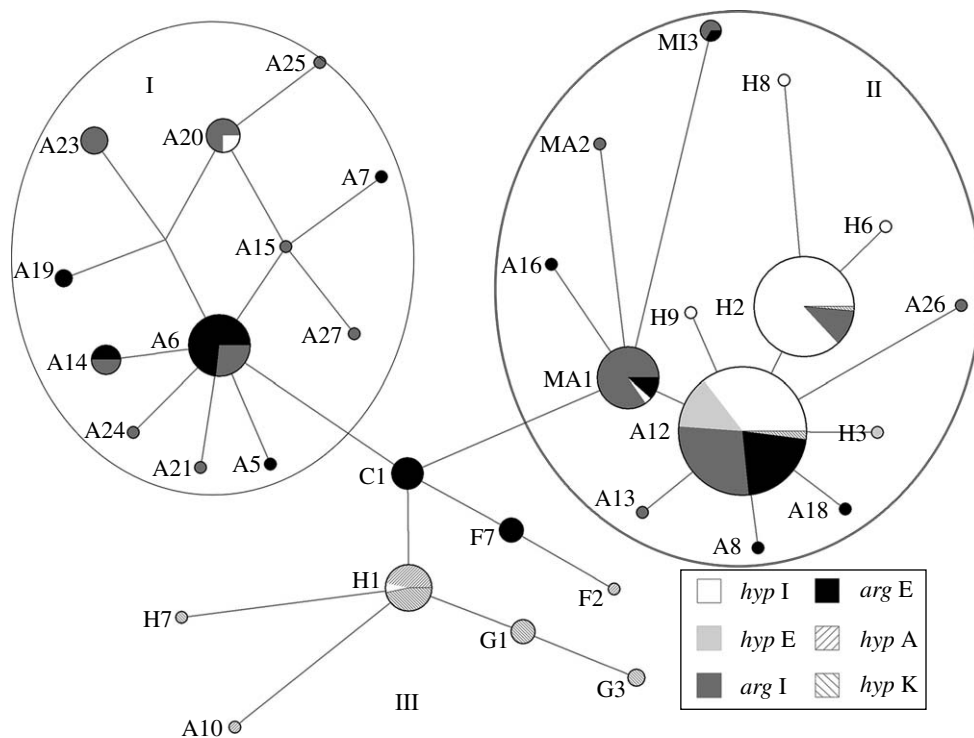 I
A25
A23
A20
A7
A15
A19
A6
A27
A14
A24
A21
A5
II
MI3
H8
MA2
H6
A16
H2
A26
H9
MA1
A12
H3
A13
A18
A8
C1
F7
H1
F2
H7
G1
G3
A10
III
hyp I
arg E
hyp E
hyp A
arg I
hyp K